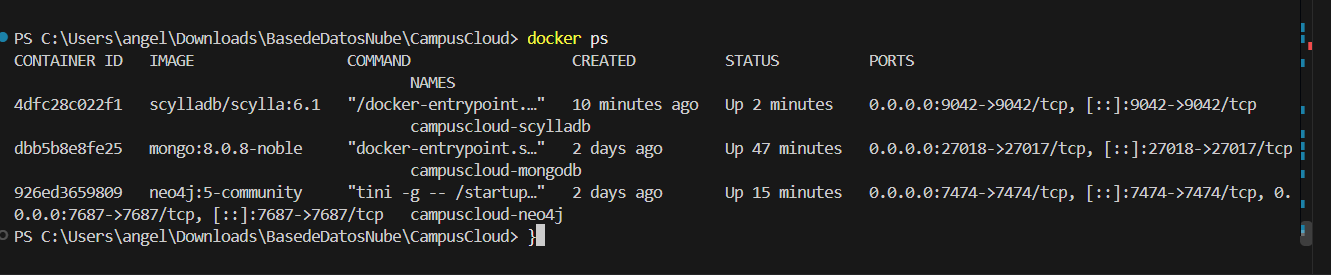 PS C:\Users\angel\Downloads\BasedeDatosNube\CampusCloud> docker ps
CONTAINER ID   IMAGE                 COMMAND                  CREATED          STATUS          PORTS
                                             NAMES
4dfc28c022f1   scylladb/scylla:6.1   "/docker-entrypoint.…"   10 minutes ago   Up 2 minutes    0.0.0.0:9042->9042/tcp, [::]:9042->9042/tcp
                                             campuscloud-scylladb
dbb5b8e8fe25   mongo:8.0.8-noble     "docker-entrypoint.s…"   2 days ago       Up 47 minutes   0.0.0.0:27018->27017/tcp, [::]:27018->27017/tcp
                                             campuscloud-mongodb
926ed3659809   neo4j:5-community     "tini -g -- /startup…"   2 days ago       Up 15 minutes   0.0.0.0:7474->7474/tcp, [::]:7474->7474/tcp, 0.
0.0.0:7687->7687/tcp, [::]:7687->7687/tcp   campuscloud-neo4j
PS C:\Users\angel\Downloads\BasedeDatosNube\CampusCloud> }